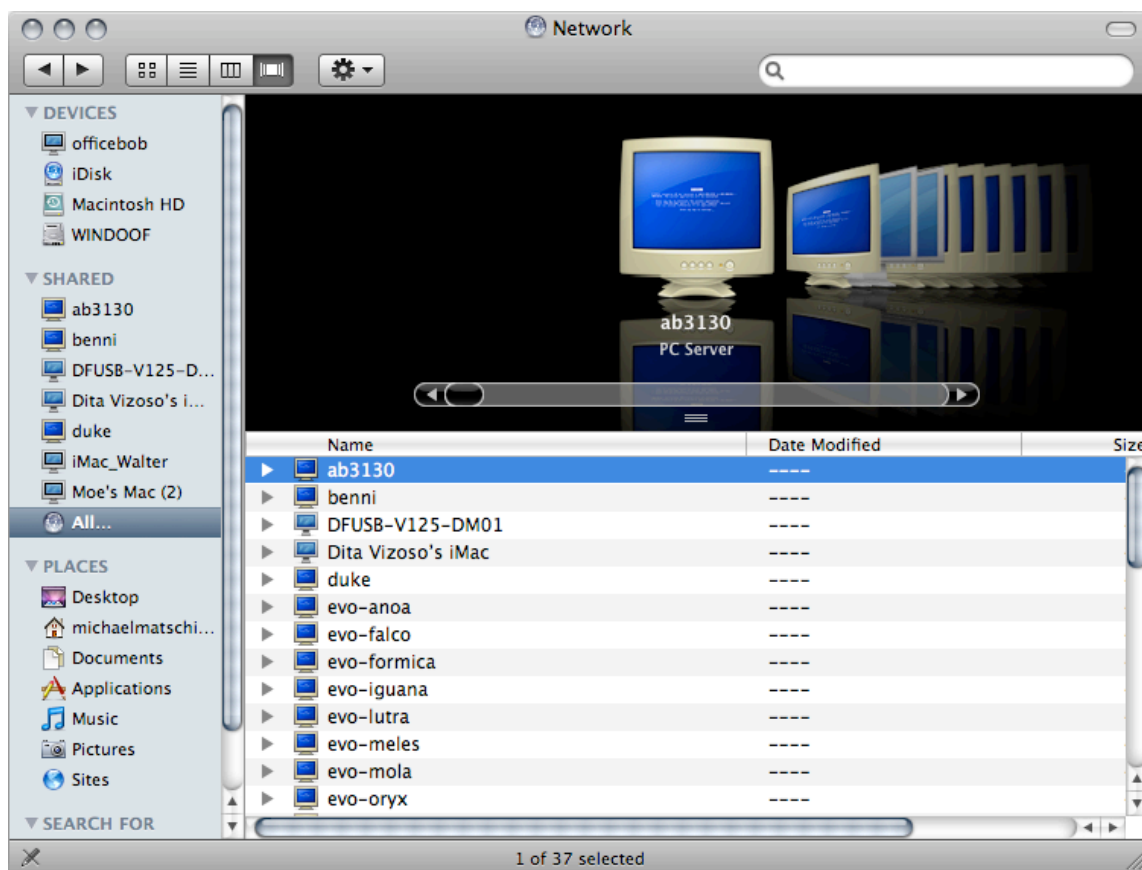 Network
DEVICES
officebob
iDisk
Macintosh HD
WINDOOF
SHARED
ab3130
benni
DFUSB-V125-D...
Dita Vizoso's i...
duke
iMac_Walter
Moe's Mac (2)
All...
PLACES
Desktop
michaelmatschi...
Documents
Applications
Music
Pictures
Sites
SEARCH FOR
ab3130
PC Server
Name Date Modified Size
ab3130 ----
benni ----
DFUSB-V125-DM01 ----
Dita Vizoso's iMac ----
duke ----
evo-anoa ----
evo-falco ----
evo-formica ----
evo-iguana ----
evo-lutra ----
evo-meles ----
evo-mola ----
evo-oryx ----
1 of 37 selected